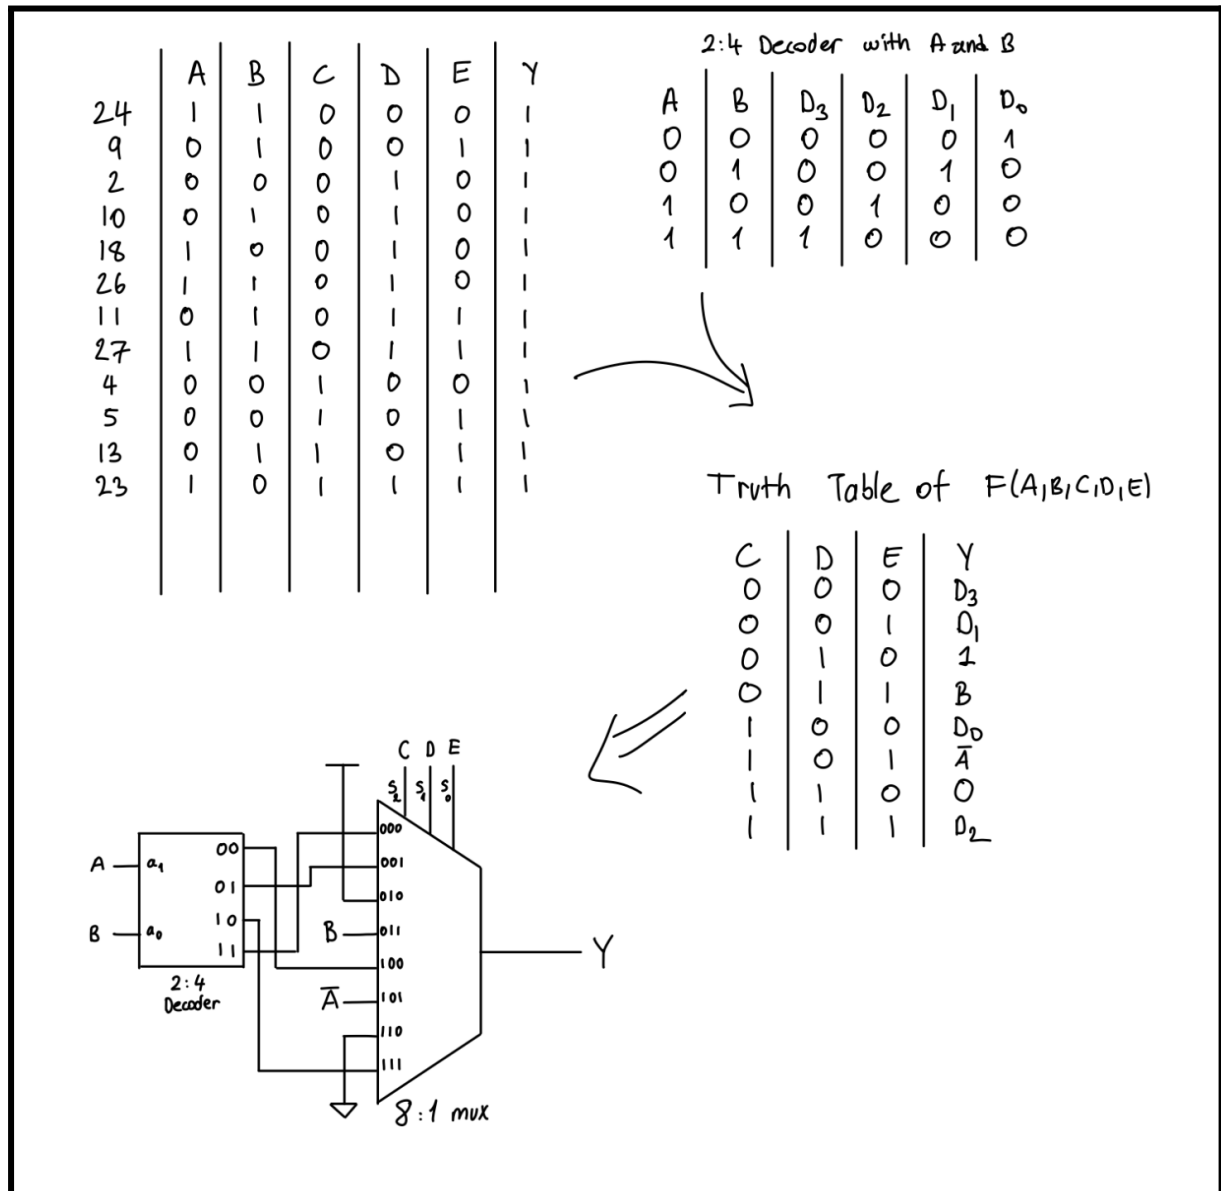 A B C D E Y
24 1 1 0 0 0 1
9 0 1 0 0 1 1
2 0 0 0 1 0 1
10 0 1 0 1 0 1
18 1 0 0 1 0 1
26 1 1 0 1 0 1
11 0 1 0 1 1 1
27 1 1 0 1 1 1
4 0 0 1 0 0 1
5 0 0 1 0 1 1
13 0 1 1 0 1 1
23 1 0 1 1 1 1
2:4 Decoder with A and B
A B D3 D2 D1 D0
0 0 0 0 0 1
0 1 0 0 1 0
1 0 0 1 0 0
1 1 1 0 0 0
Truth Table of F(A,B,C,D,E)
C D E Y
0 0 0 D3
0 0 1 D1
0 1 0 1
0 1 1 B
1 0 0 D0
1 0 1 A̅
1 1 0 0
1 1 1 D2
C D E
S2 S1 S0
A a1
B a0
00
01
10
11
2:4
Decoder
000
001
010
B 011
100
A̅ 101
110
111
Y
8:1 mux